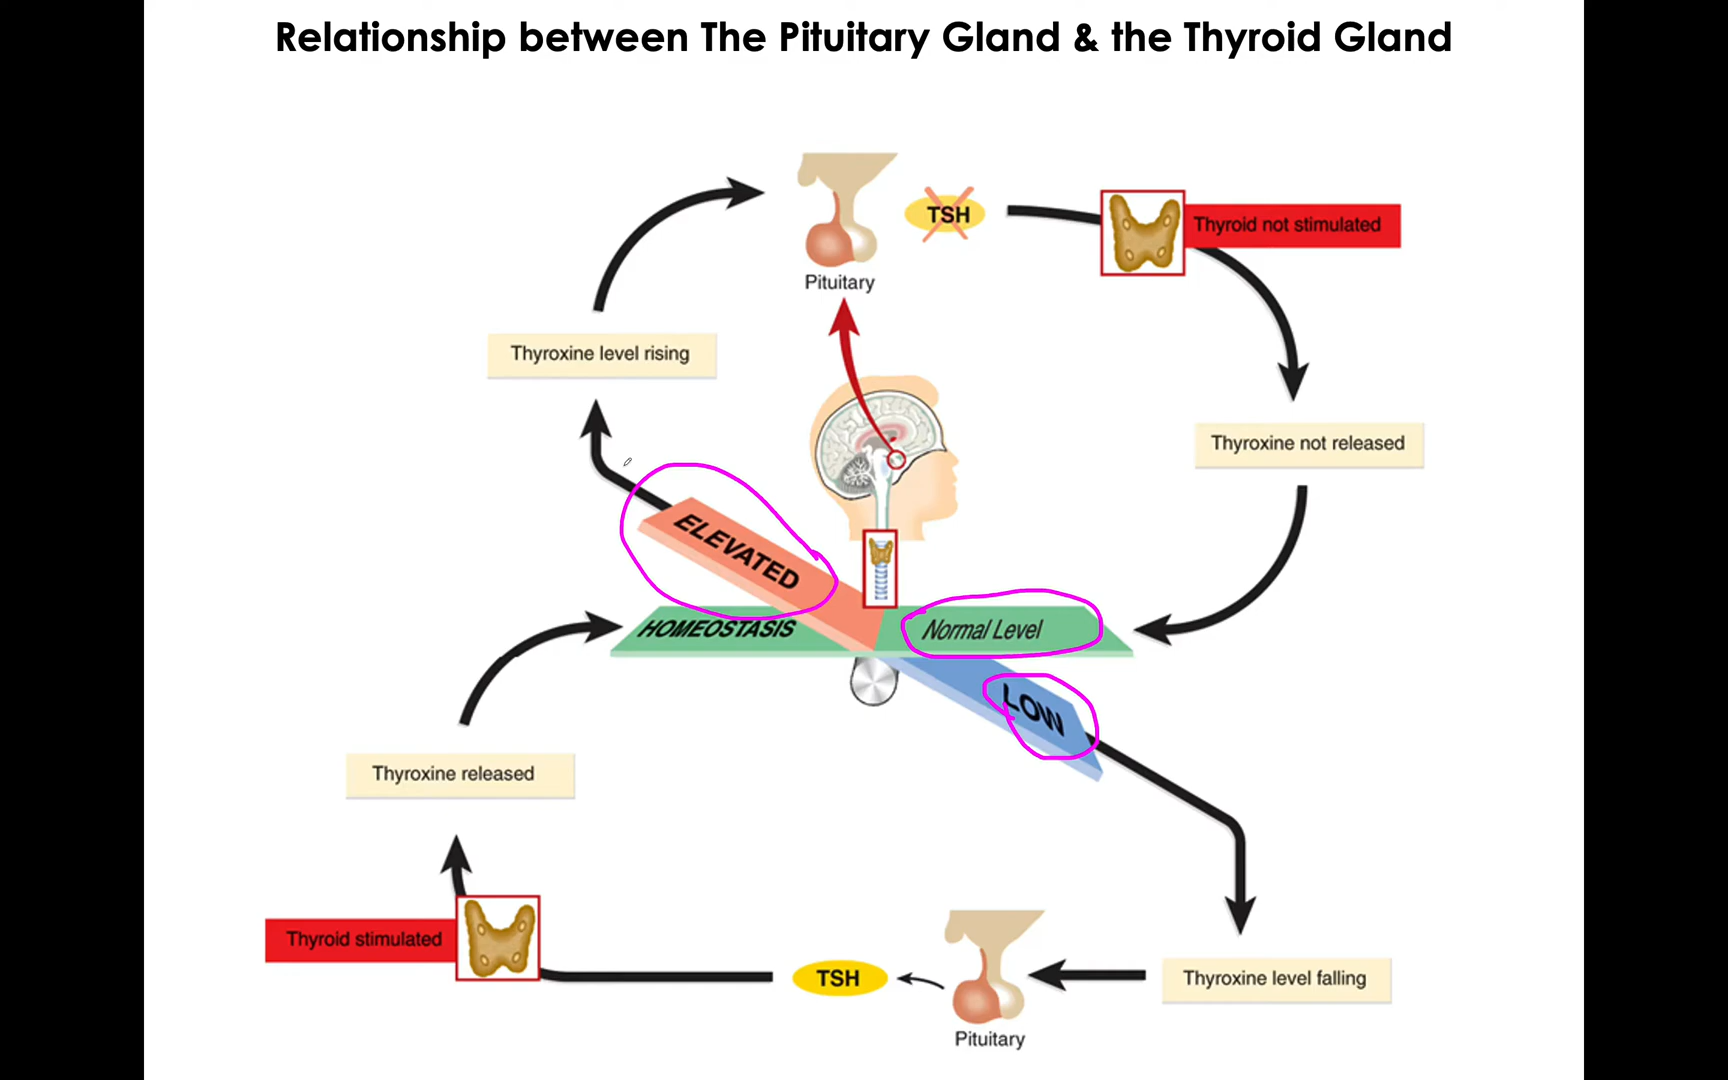 Relationship between The Pituitary Gland & the Thyroid Gland
TSH
Thyroid not stimulated
Pituitary
Thyroxine level rising
Thyroxine not released
ELEVATED
HOMEOSTASIS
Normal Level
LOW
Thyroxine released
Thyroid stimulated
TSH
Thyroxine level falling
Pituitary